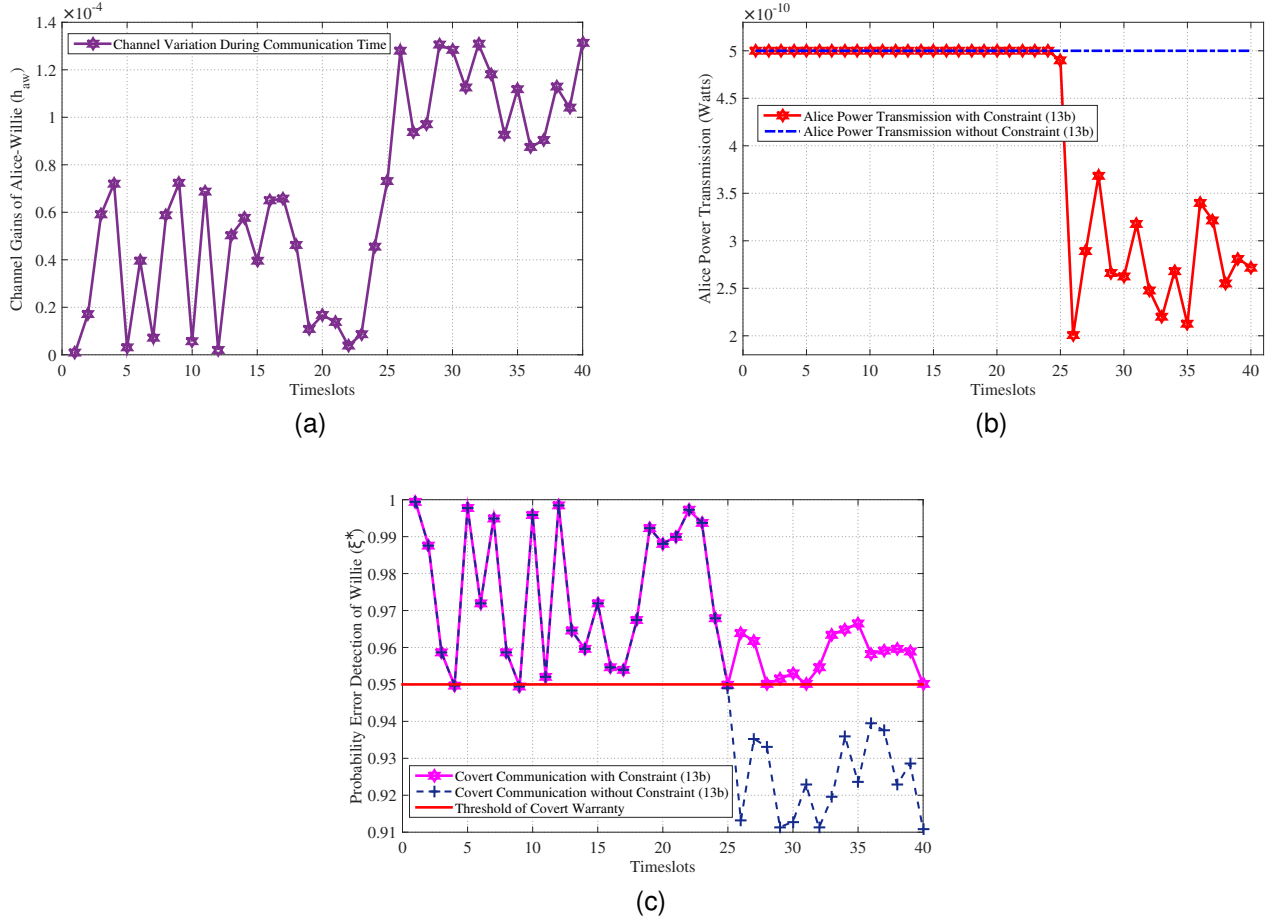 ×10⁻⁴
1.4
1.2
1
0.8
0.6
0.4
0.2
0
Channel Gains of Alice-Willie (h_aw)
Channel Variation During Communication Time
0 5 10 15 20 25 30 35 40
Timeslots
(a)
×10⁻¹⁰
5
4.5
4
3.5
3
2.5
2
Alice Power Transmission (Watts)
Alice Power Transmission with Constraint (13b)
Alice Power Transmission without Constraint (13b)
0 5 10 15 20 25 30 35 40
Timeslots
(b)
1
0.99
0.98
0.97
0.96
0.95
0.94
0.93
0.92
0.91
Probability Error Detection of Willie (ξ*)
Covert Communication with Constraint (13b)
Covert Communication without Constraint (13b)
Threshold of Covert Warranty
0 5 10 15 20 25 30 35 40
Timeslots
(c)